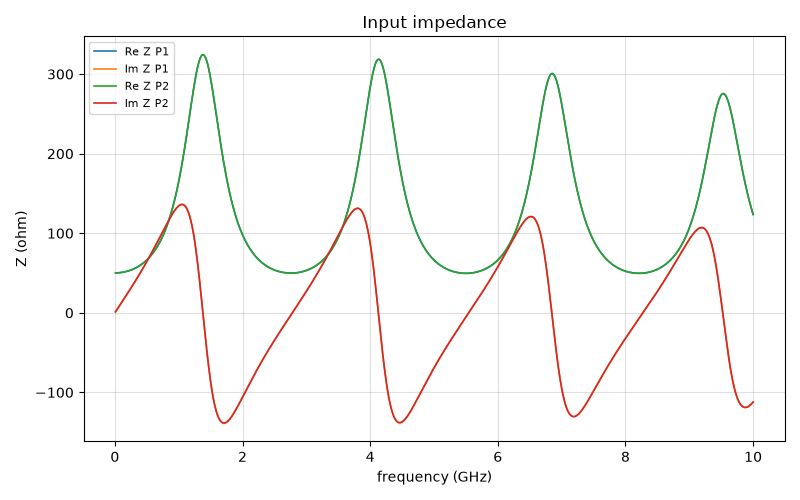 Input impedance
Re Z P1
Im Z P1
Re Z P2
Im Z P2
300
200
100
0
−100
Z (ohm)
0 2 4 6 8 10
frequency (GHz)